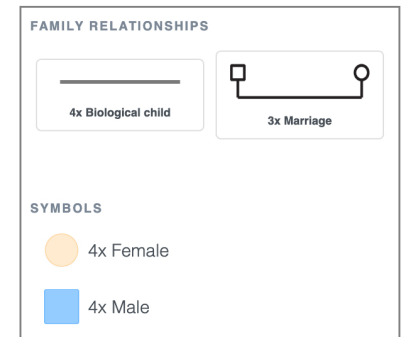 FAMILY RELATIONSHIPS
4x Biological child
3x Marriage
SYMBOLS
4x Female
4x Male